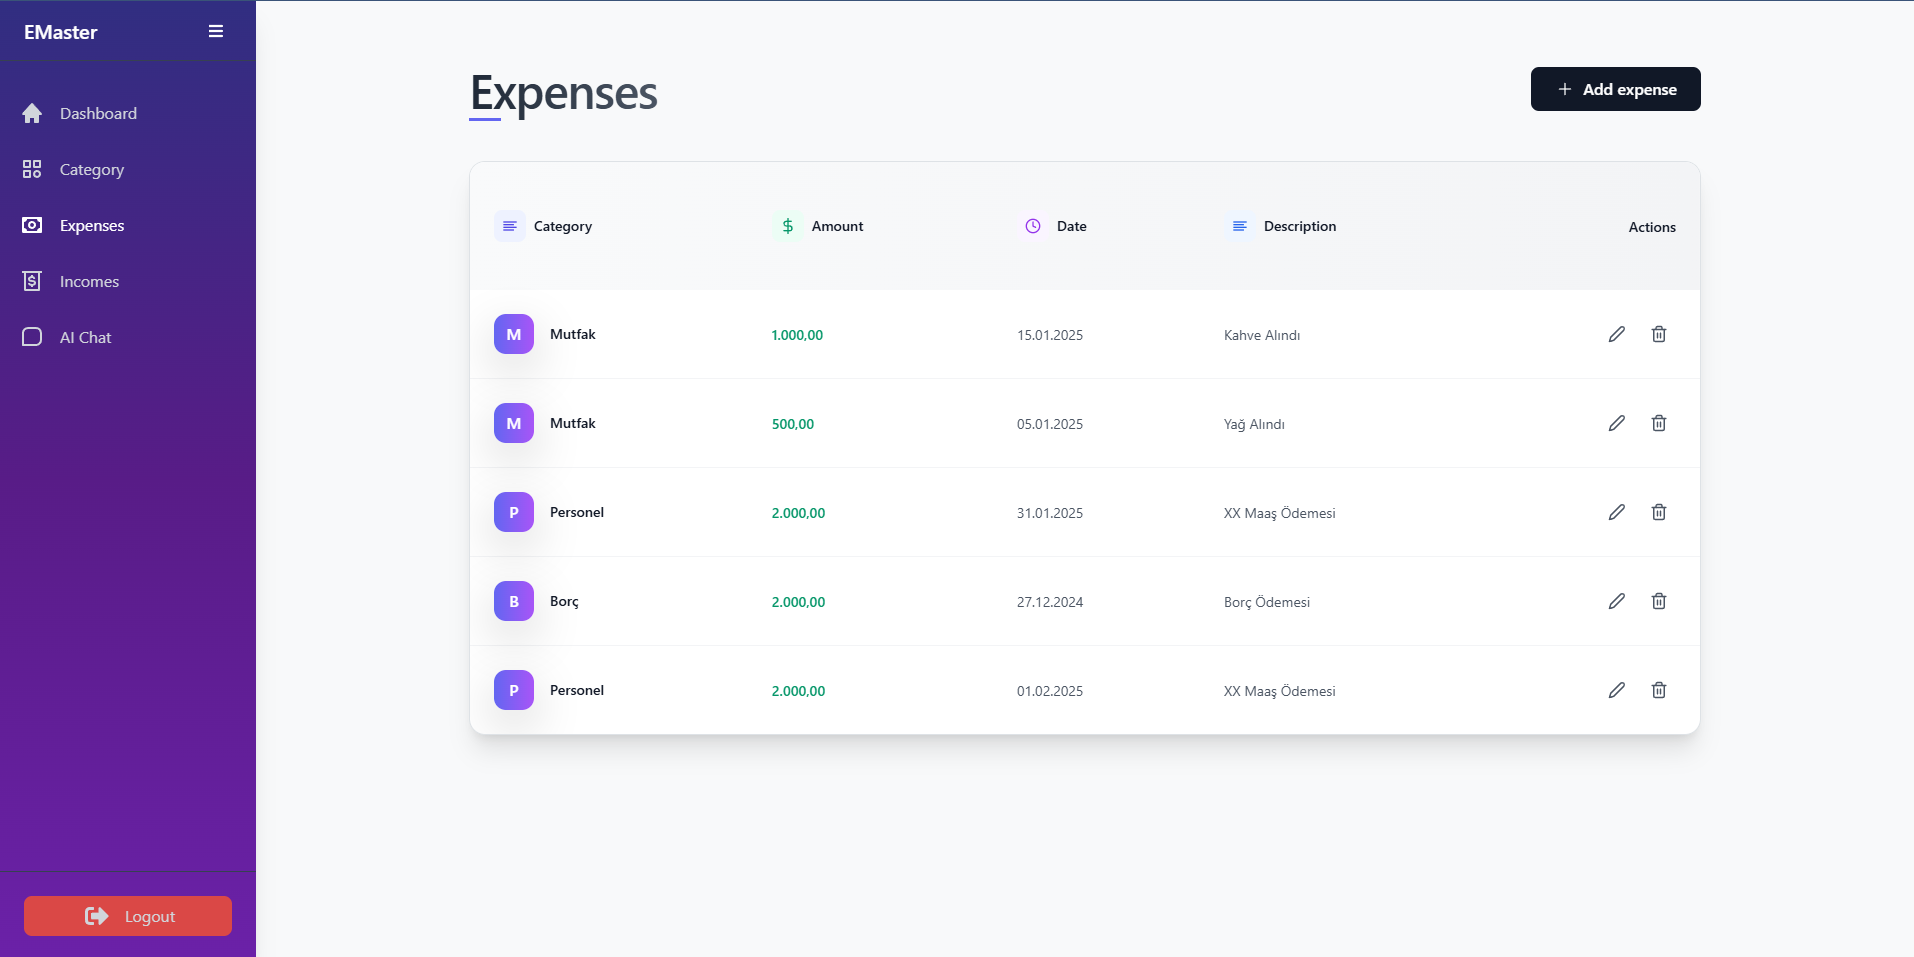 EMaster
Dashboard
Category
Expenses
Incomes
AI Chat
Logout
Expenses
+ Add expense
Category $ Amount Date Description Actions
M Mutfak 1.000,00 15.01.2025 Kahve Alındı
M Mutfak 500,00 05.01.2025 Yağ Alındı
P Personel 2.000,00 31.01.2025 XX Maaş Ödemesi
B Borç 2.000,00 27.12.2024 Borç Ödemesi
P Personel 2.000,00 01.02.2025 XX Maaş Ödemesi